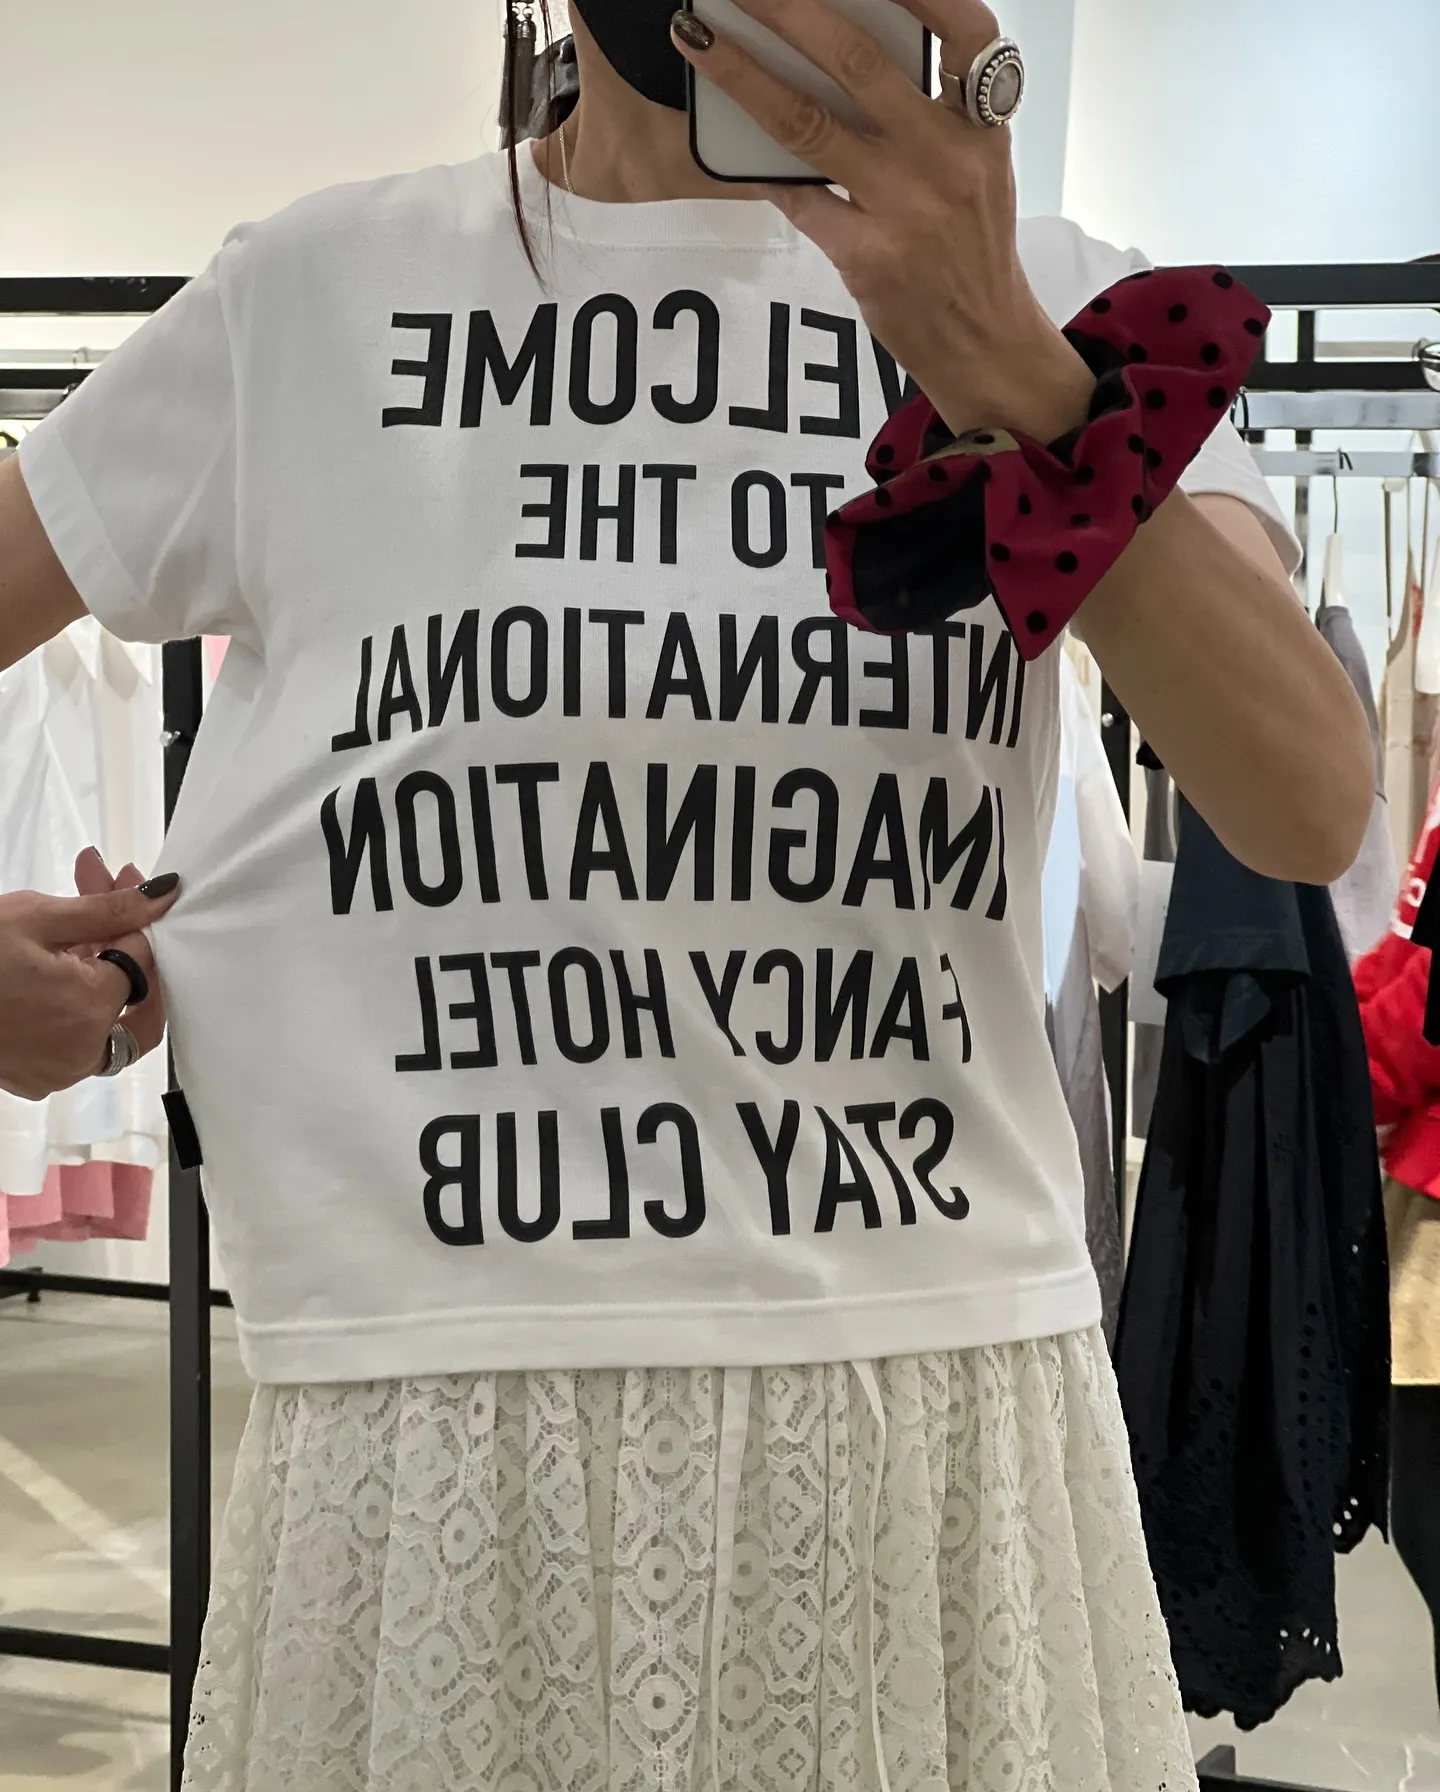 WELCOME
TO THE
INTERNATIONAL
IMAGINATION
FANCY HOTEL
STAY CLUB